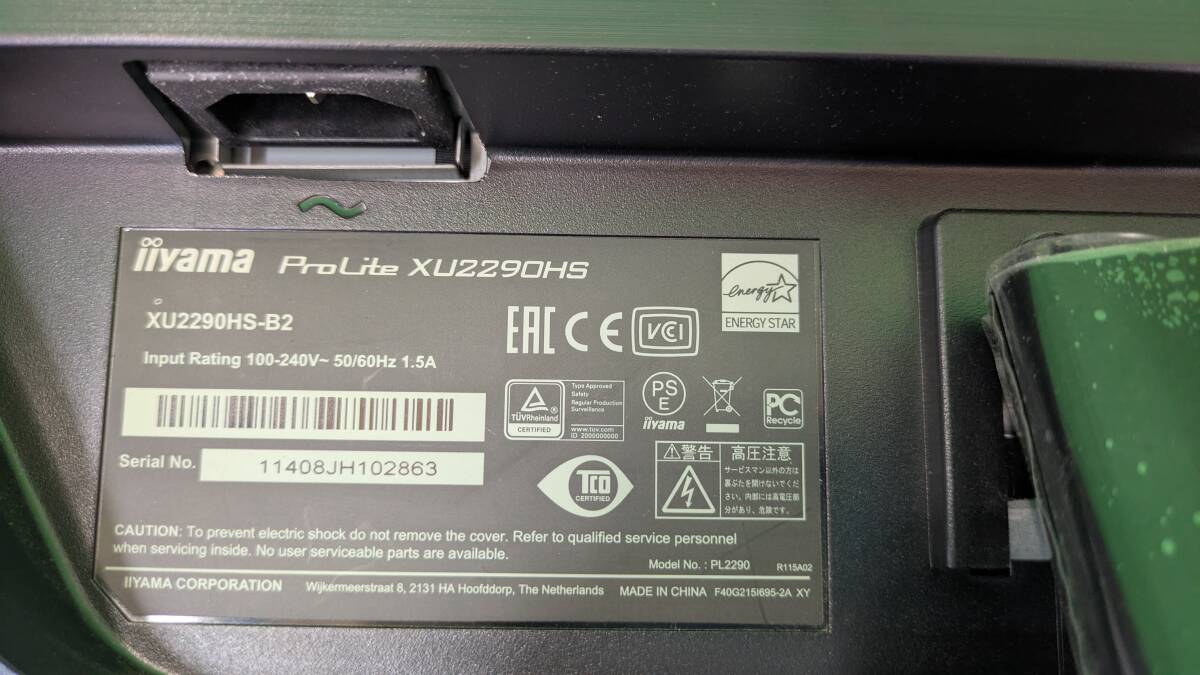 iiyama ProLite XU2290HS
XU2290HS-B2
Input Rating 100-240V~ 50/60Hz 1.5A
Serial No. 11408JH102863
EAC CE VCCI
energy
ENERGY STAR
TÜVRheinland
CERTIFIED
Type Approved
Safety
Regular Production
Surveillance
www.tuv.com
ID 2000000000
PS
E
iiyama
PC
Recycle
TCO
CERTIFIED
⚠警告 高圧注意
サービスマン以外の方は
裏ぶたを開けないでくだ
さい。内部には高電圧部
分があり、危険です。
CAUTION: To prevent electric shock do not remove the cover. Refer to qualified service personnel
when servicing inside. No user serviceable parts are available.
Model No. : PL2290 R115A02
IIYAMA CORPORATION Wijkermeerstraat 8, 2131 HA Hoofddorp, The Netherlands MADE IN CHINA F40G215I695-2A XY